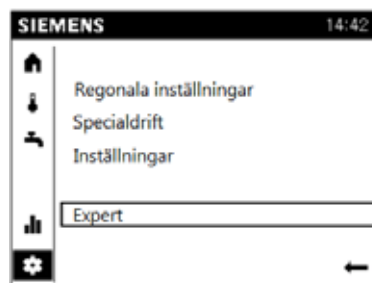 SIEMENS 14:42
Regonala inställningar
Specialdrift
Inställningar
Expert